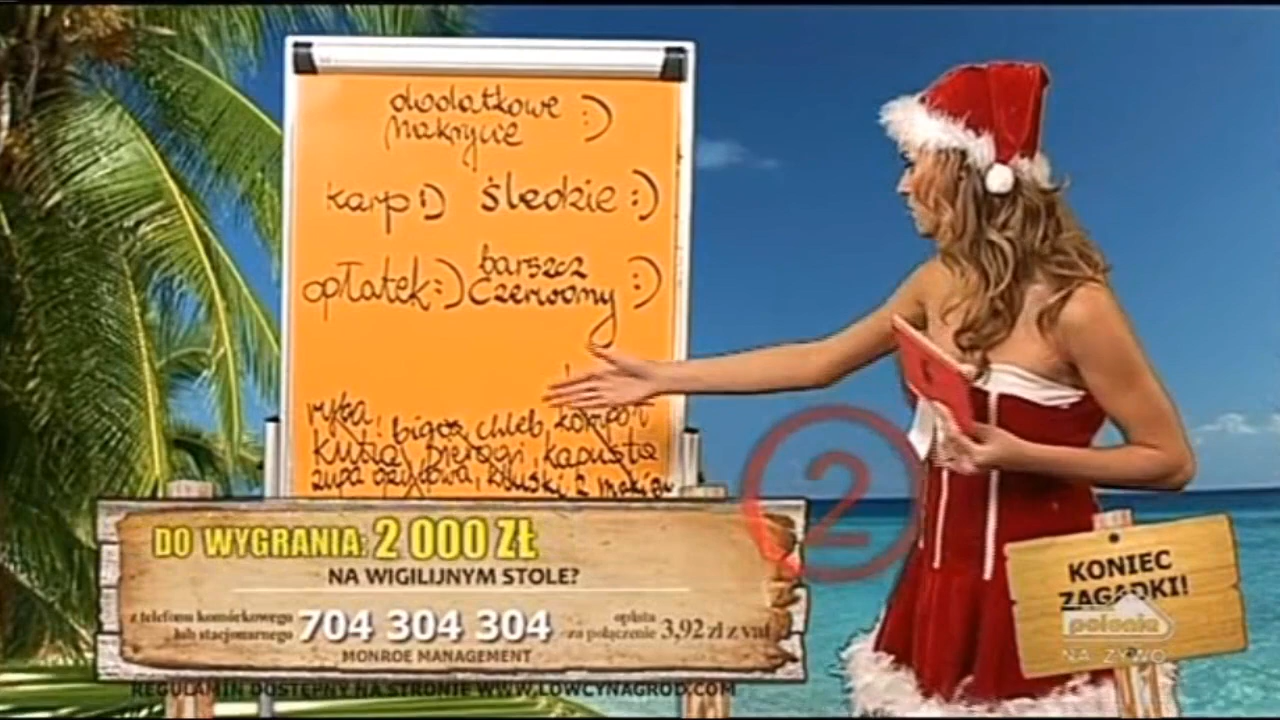 dodatkowe :)
nakrycie
karp :) śledzie :)
opłatek :) barszcz
czerwony :)
ryba, bigos, chleb, kompot
kutia, pierogi, kapusta
zupa grzybowa, kluski z makiem
2
DO WYGRANIA: 2 000 ZŁ
NA WIGILIJNYM STOLE?
z telefonu komórkowego
lub stacjonarnego 704 304 304 opłata
za połączenie 3,92 zł z vat
MONROE MANAGEMENT
REGULAMIN DOSTĘPNY NA STRONIE WWW.LOWCYNAGROD.COM
KONIEC
ZAGADKI!
polonia
NA ŻYWO